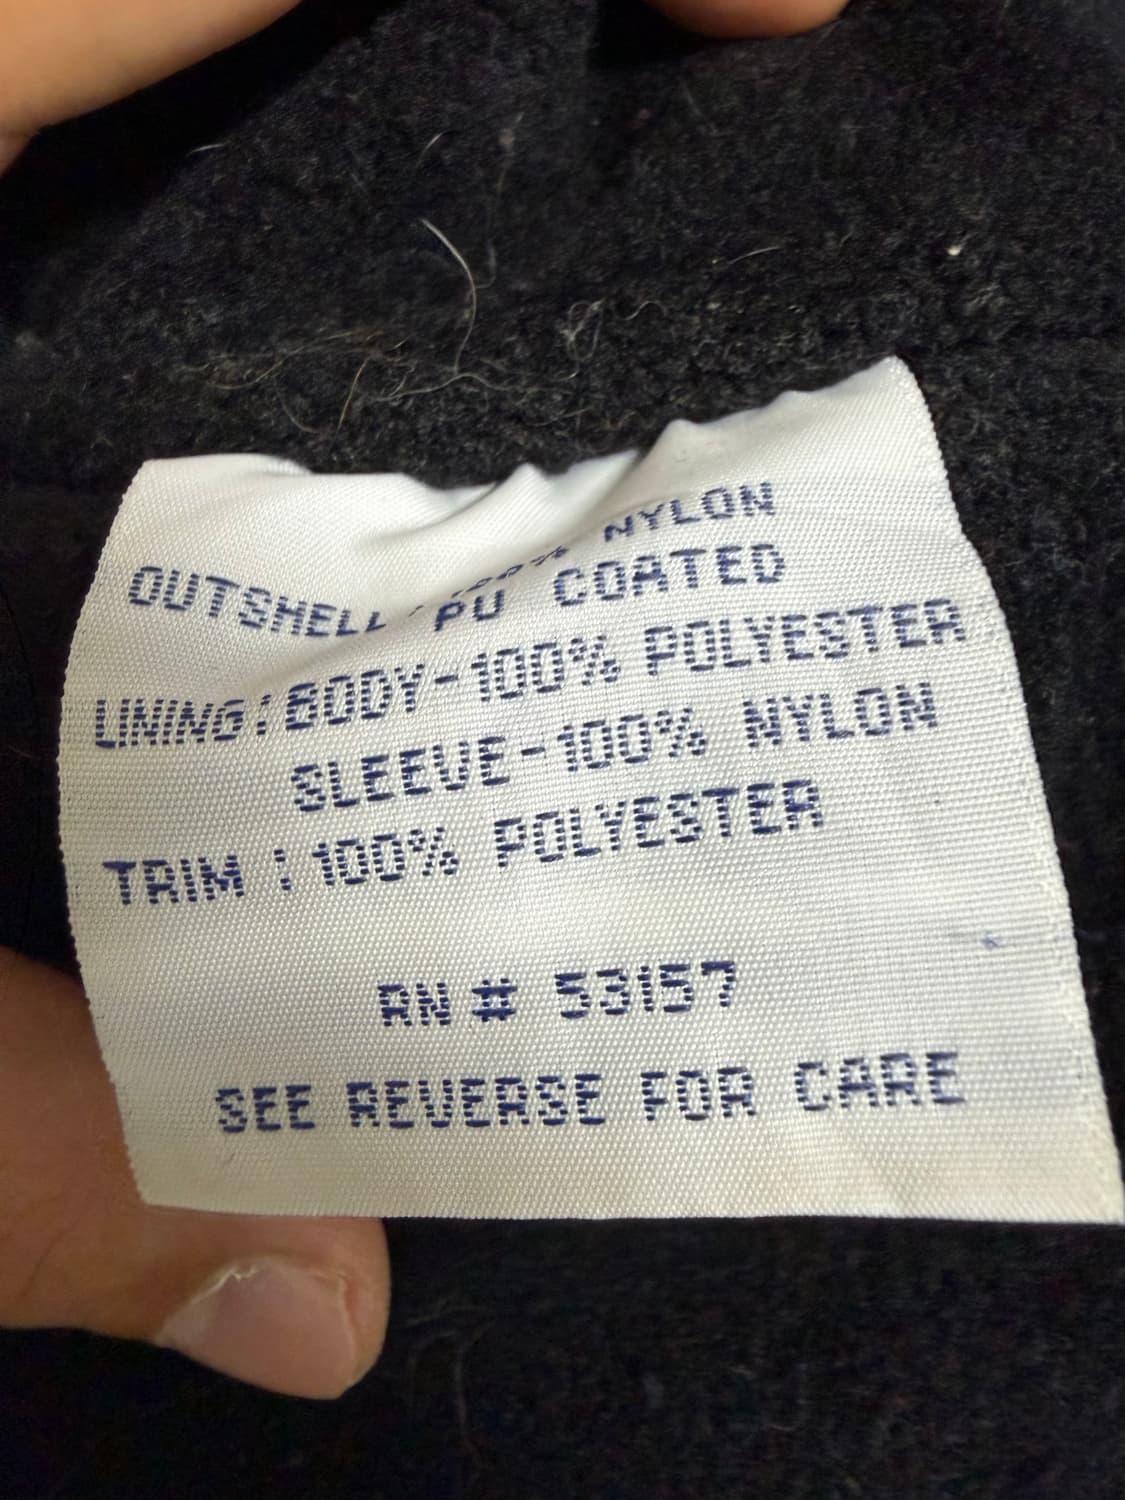 OUTSHELL : 100% NYLON
PU COATED
LINING : BODY-100% POLYESTER
SLEEVE-100% NYLON
TRIM : 100% POLYESTER
RN # 53157
SEE REVERSE FOR CARE